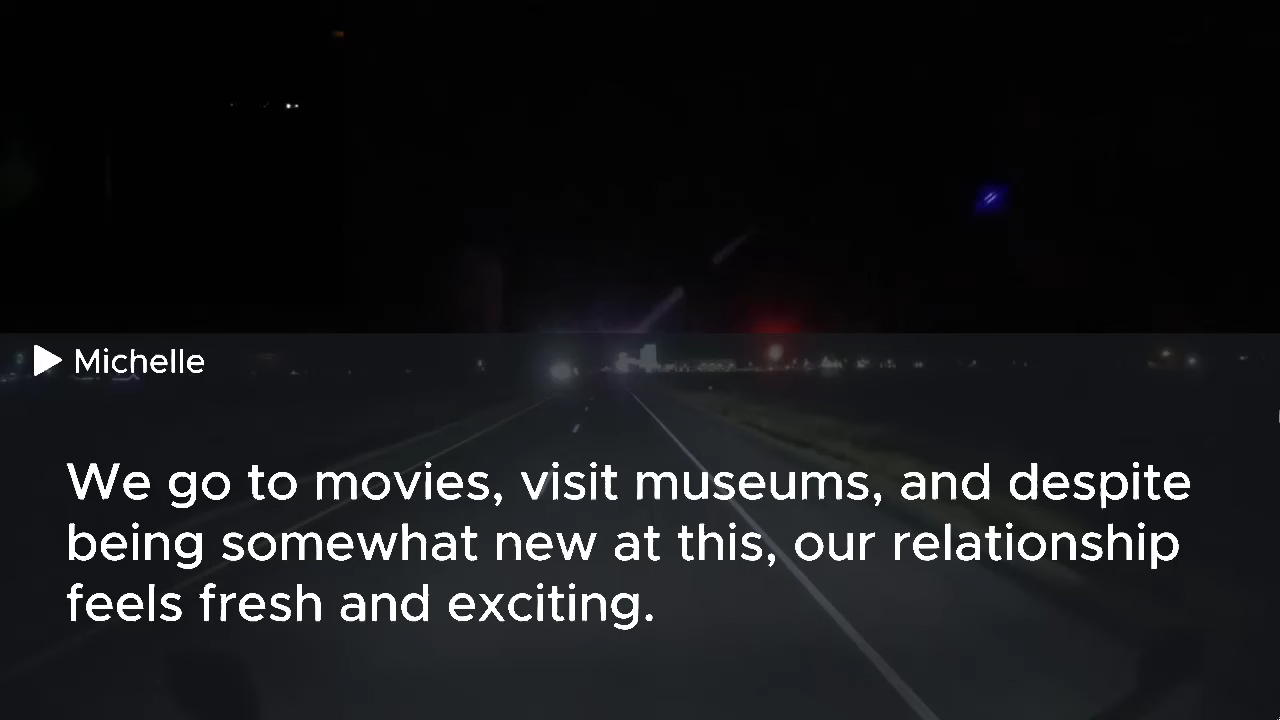 Michelle
We go to movies, visit museums, and despite
being somewhat new at this, our relationship
feels fresh and exciting.